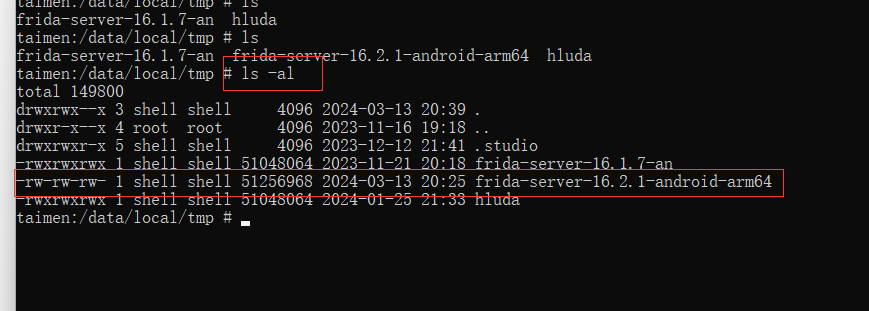 taimen:/data/local/tmp # ls
frida-server-16.1.7-an  hluda
taimen:/data/local/tmp # ls
frida-server-16.1.7-an  frida-server-16.2.1-android-arm64  hluda
taimen:/data/local/tmp # ls -al
total 149800
drwxrwx--x 3 shell shell     4096 2024-03-13 20:39 .
drwxr-x--x 4 root  root      4096 2023-11-16 19:18 ..
drwxrwxr-x 5 shell shell     4096 2023-12-12 21:41 .studio
-rwxrwxrwx 1 shell shell 51048064 2023-11-21 20:18 frida-server-16.1.7-an
-rw-rw-rw- 1 shell shell 51256968 2024-03-13 20:25 frida-server-16.2.1-android-arm64
-rwxrwxrwx 1 shell shell 51048064 2024-01-25 21:33 hluda
taimen:/data/local/tmp #